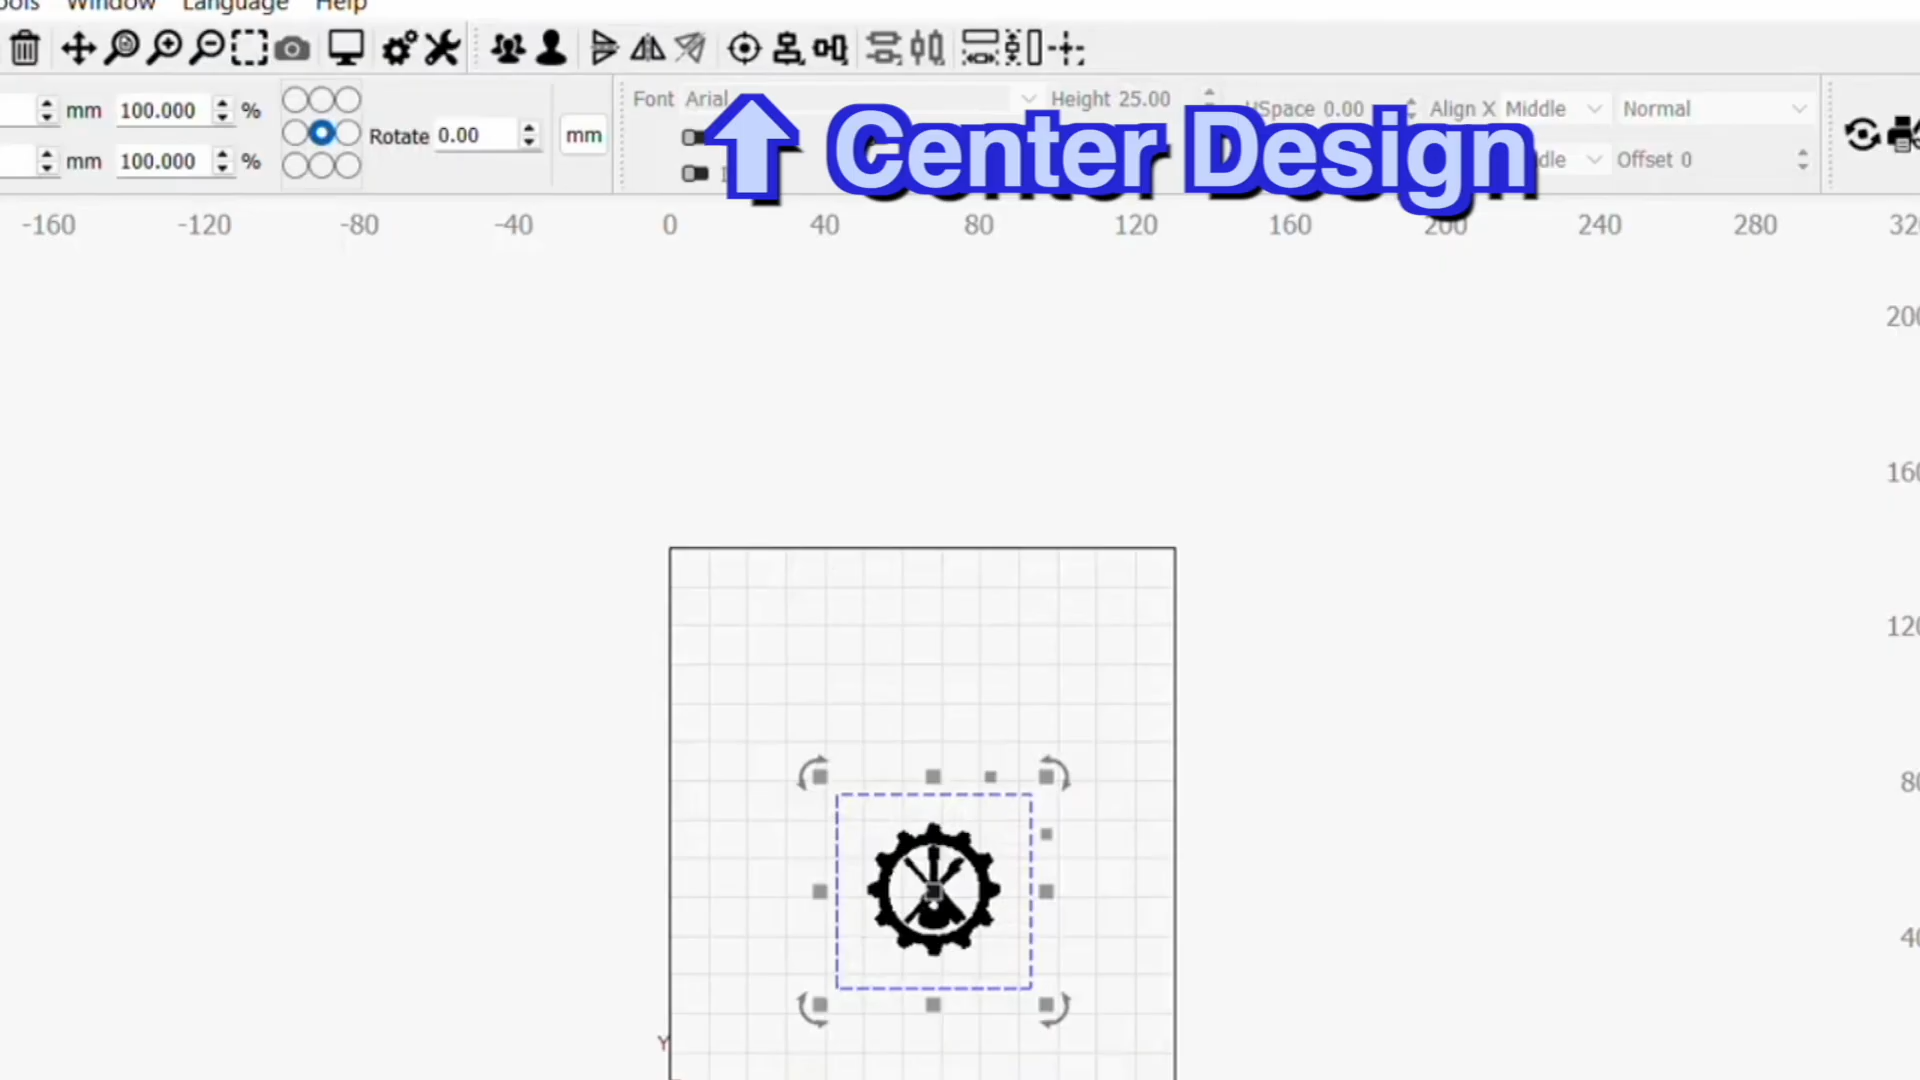 Window Language Help
mm 100.000 %
mm 100.000 %
Rotate 0.00
mm
Font Arial
Height 25.00
HSpace 0.00
Align X Middle
Normal
Offset 0
Center Design
-160 -120 -80 -40 0 40 80 120 160 200 240 280
Y